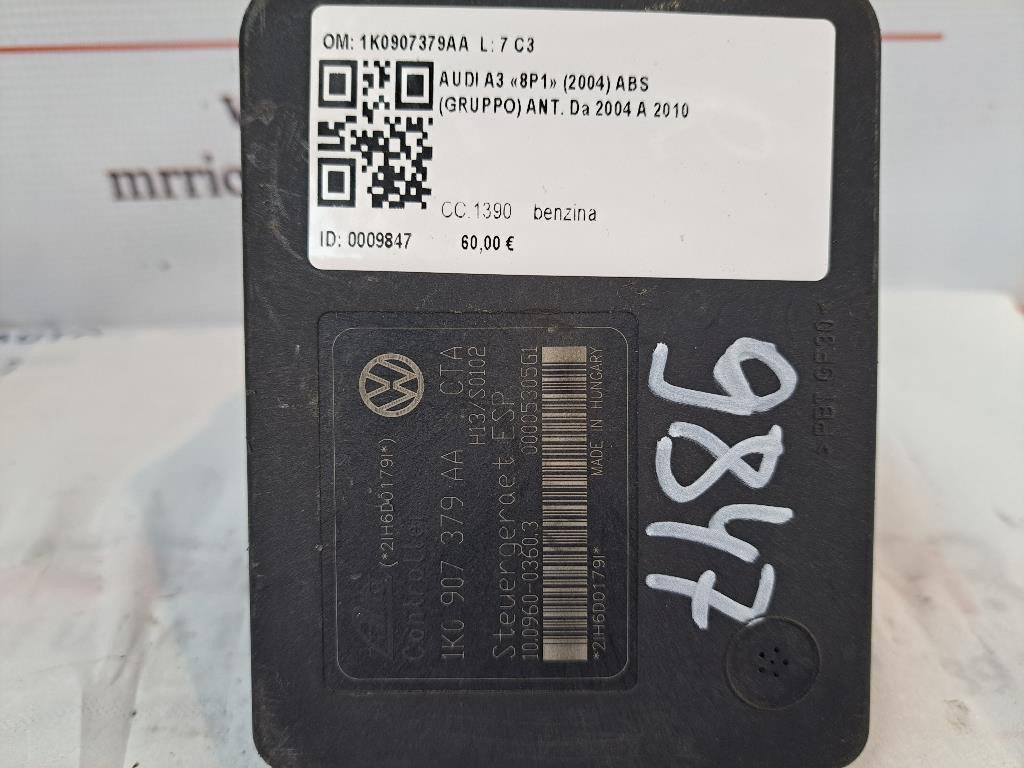 OM: 1K0907379AA L: 7 C3
AUDI A3 «8P1» (2004) ABS
(GRUPPO) ANT. Da 2004 A 2010
CC.1390 benzina
ID: 0009847 60,00 €
mrric
(*2IH6D0179I*)
Controller
1K0 907 379 AA CTA
H13/S0102
Steuergeraet ESP
10.0960-0360.3 00005305G1
MADE IN HUNGARY
*2IH6D0179I*
9847
>PBT GF30<